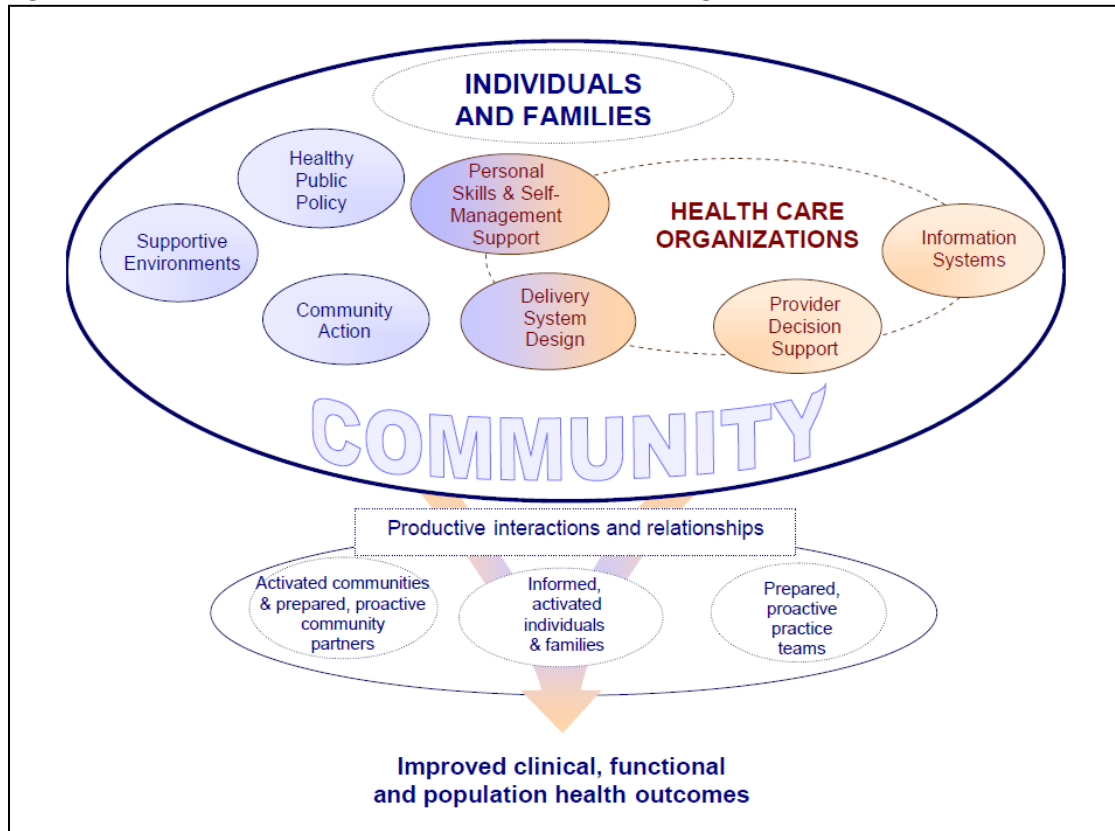 INDIVIDUALS
AND FAMILIES
Healthy
Public
Policy
Personal
Skills & Self-
Management
Support
HEALTH CARE
ORGANIZATIONS
Supportive
Environments
Information
Systems
Community
Action
Delivery
System
Design
Provider
Decision
Support
COMMUNITY
Productive interactions and relationships
Activated communities
& prepared, proactive
community
partners
Informed,
activated
individuals
& families
Prepared,
proactive
practice
teams
Improved clinical, functional
and population health outcomes